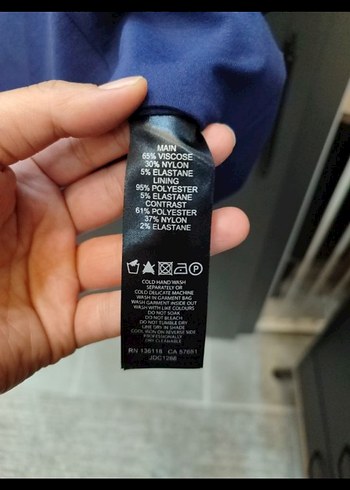 MAIN
65% VISCOSE
30% NYLON
5% ELASTANE
LINING
95% POLYESTER
5% ELASTANE
CONTRAST
61% POLYESTER
37% NYLON
2% ELASTANE
P
COLD HAND WASH
SEPARATELY OR
COLD DELICATE MACHINE
WASH IN GARMENT BAG
WASH GARMENT INSIDE OUT
WASH WITH LIKE COLOURS
DO NOT SOAK
DO NOT BLEACH
DO NOT TUMBLE DRY
LINE DRY IN SHADE
COOL IRON ON REVERSE SIDE
PROFESSIONALLY
DRY CLEANABLE
RN 136118 CA 57681
JDC1266